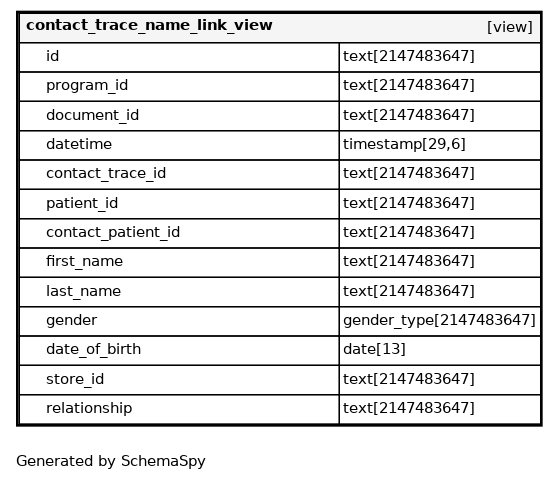 contact_trace_name_link_view [view]
id text[2147483647]
program_id text[2147483647]
document_id text[2147483647]
datetime timestamp[29,6]
contact_trace_id text[2147483647]
patient_id text[2147483647]
contact_patient_id text[2147483647]
first_name text[2147483647]
last_name text[2147483647]
gender gender_type[2147483647]
date_of_birth date[13]
store_id text[2147483647]
relationship text[2147483647]
Generated by SchemaSpy